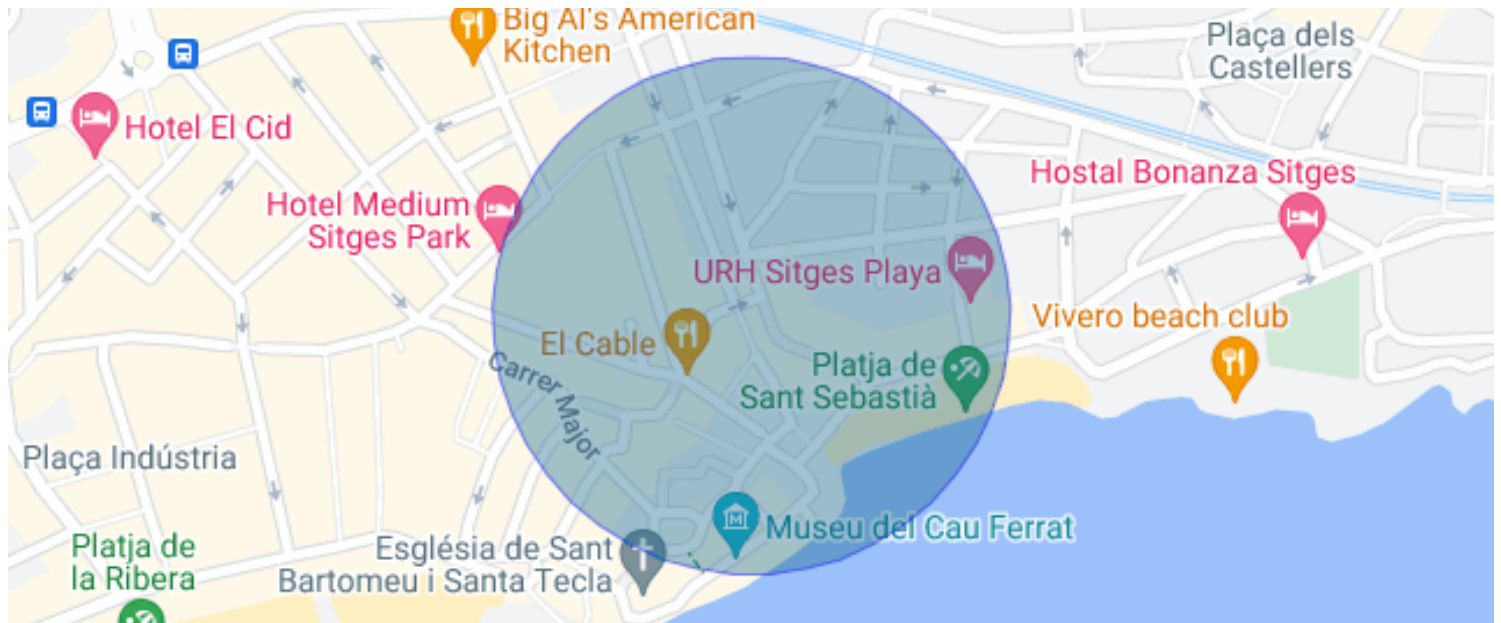 Big Al's American
Kitchen
Plaça dels
Castellers
Hotel El Cid
Hostal Bonanza Sitges
Hotel Medium
Sitges Park
URH Sitges Playa
Vivero beach club
El Cable
Platja de
Sant Sebastià
Carrer Major
Plaça Indústria
Museu del Cau Ferrat
Platja de
la Ribera
Església de Sant
Bartomeu i Santa Tecla